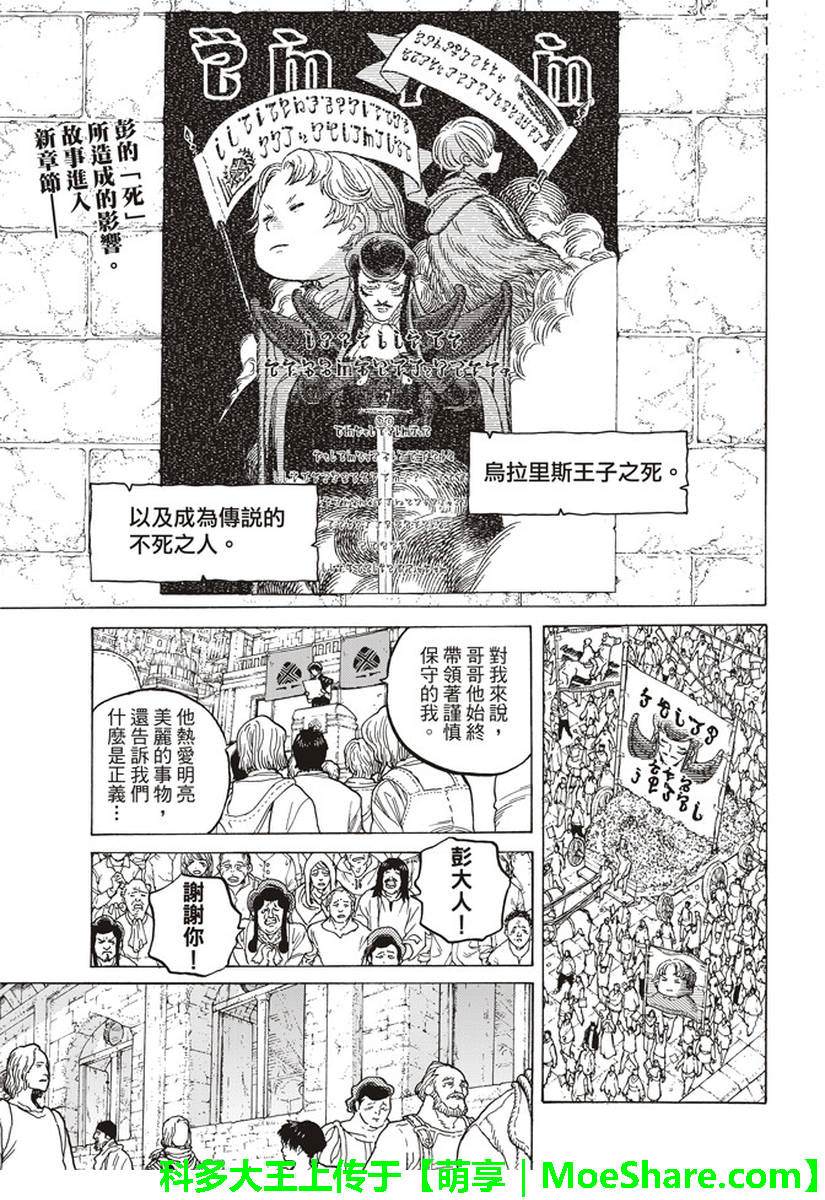 彭的「死」
所造成的影響。
故事進入
新章節——
烏拉里斯王子之死。
以及成為傳説的
不死之人。
對我來說，
哥哥他始終
帶領著謹慎
保守的我。
他熱愛明亮
美麗的事物，
還告訴我們
什麼是正義…
彭大人！
謝謝你！
科多大王上传于【萌享｜MoeShare.com】